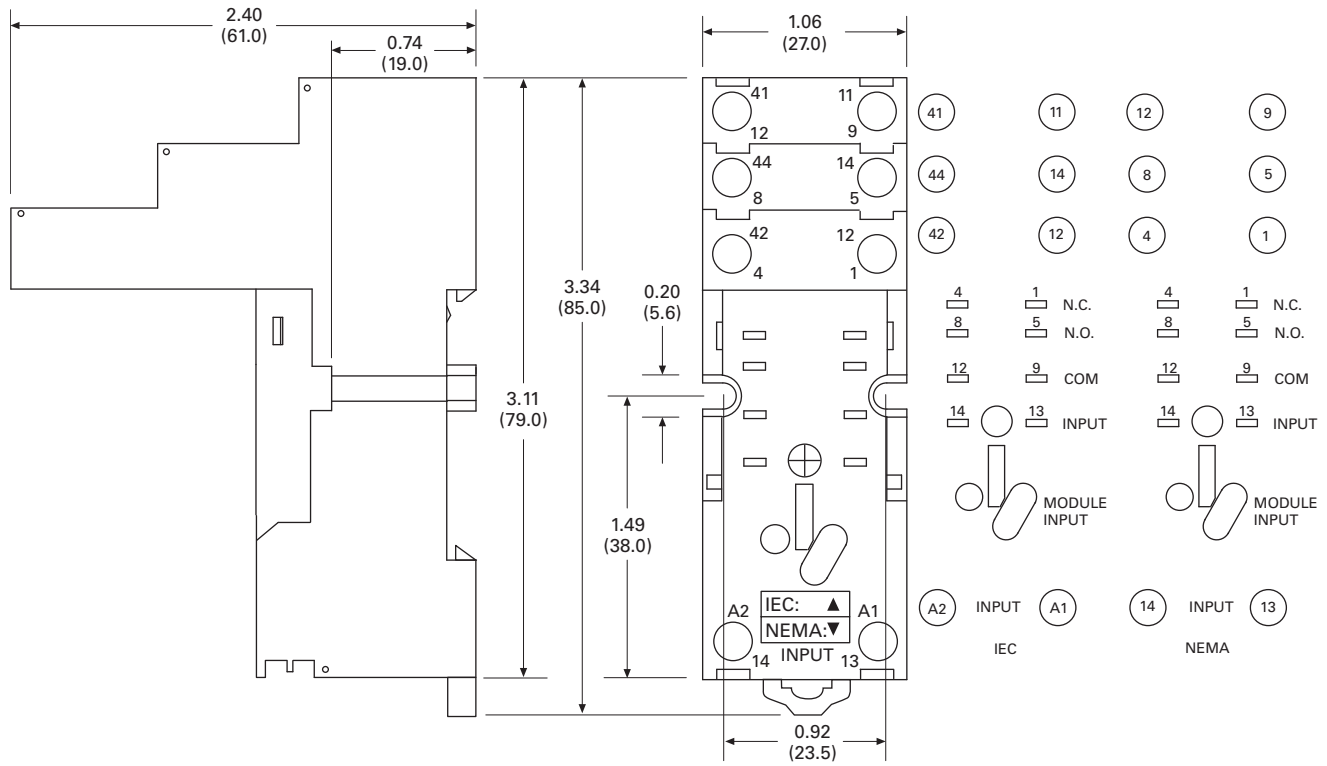 2.40
(61.0)
0.74
(19.0)
3.34
(85.0)
3.11
(79.0)
0.20
(5.6)
1.49
(38.0)
1.06
(27.0)
41 11
12 9
44 14
8 5
42 12
4 1
A2 IEC: ▲ A1
NEMA:▼
14 INPUT 13
0.92
(23.5)
41 11 12 9
44 14 8 5
42 12 4 1
4 1 N.C. 4 1 N.C.
8 5 N.O. 8 5 N.O.
12 9 COM 12 9 COM
14 13 INPUT 14 13 INPUT
MODULE MODULE
INPUT INPUT
A2 INPUT A1 14 INPUT 13
IEC NEMA